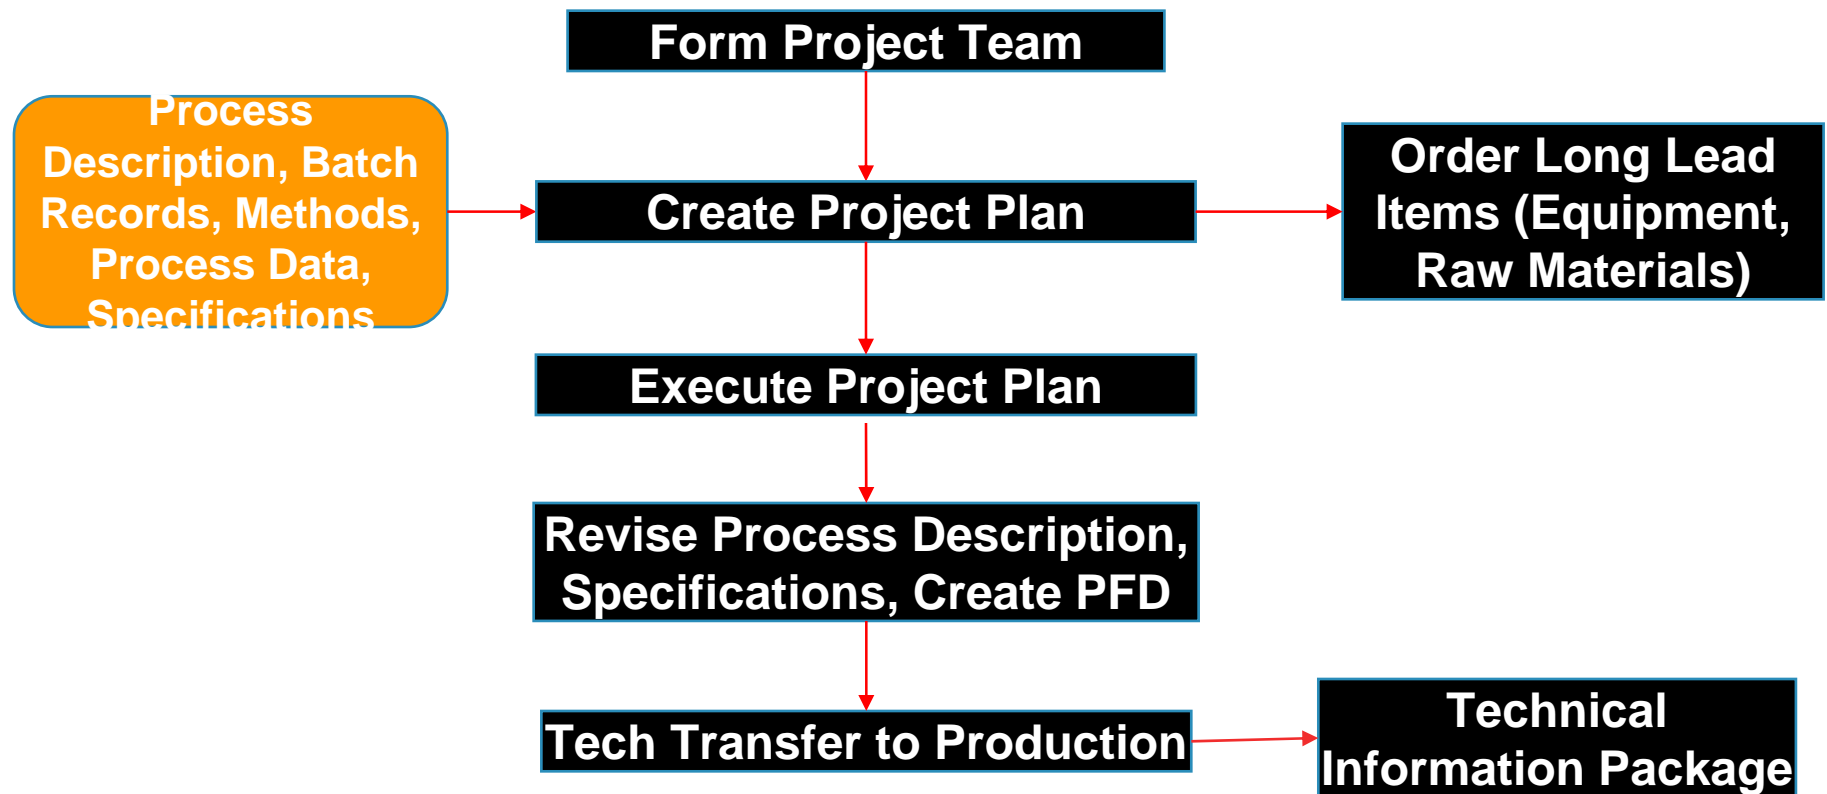 Form Project Team
Process
Description, Batch
Records, Methods,
Process Data,
Specifications
Create Project Plan
Order Long Lead
Items (Equipment,
Raw Materials)
Execute Project Plan
Revise Process Description,
Specifications, Create PFD
Tech Transfer to Production
Technical
Information Package